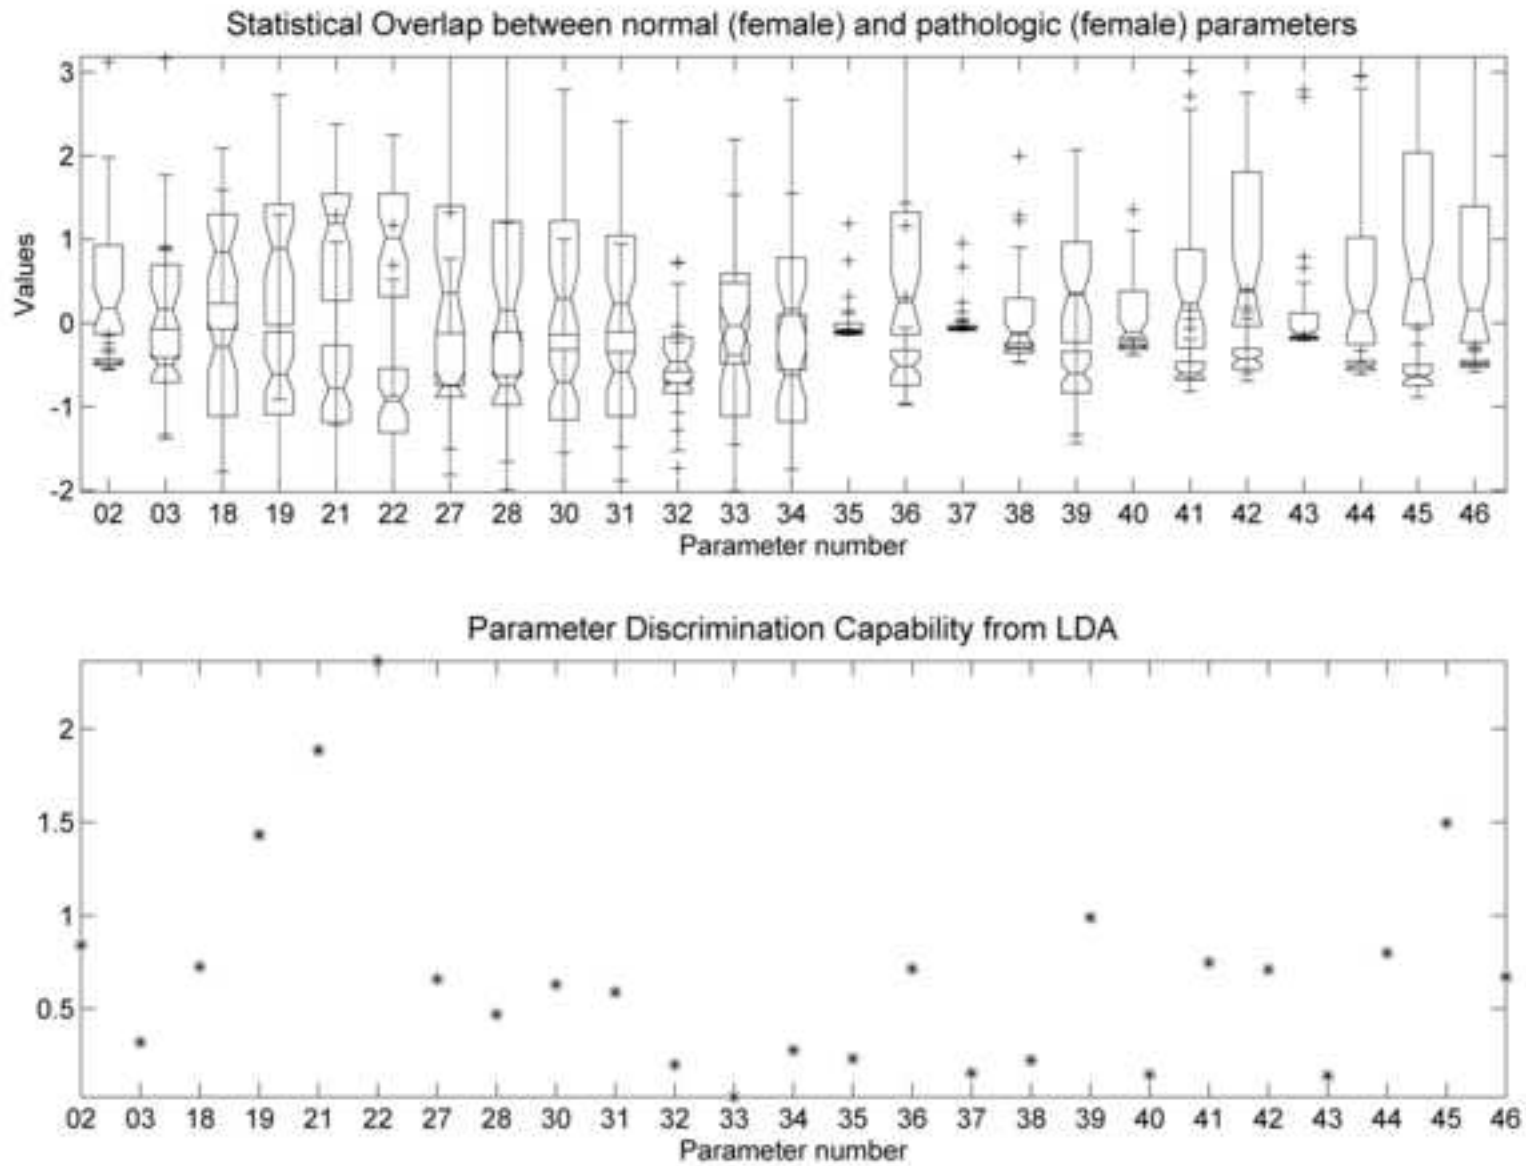 Statistical Overlap between normal (female) and pathologic (female) parameters
3
2
1
0
-1
-2
Values
02 03 18 19 21 22 27 28 30 31 32 33 34 35 36 37 38 39 40 41 42 43 44 45 46
Parameter number
Parameter Discrimination Capability from LDA
2
1.5
1
0.5
02 03 18 19 21 22 27 28 30 31 32 33 34 35 36 37 38 39 40 41 42 43 44 45 46
Parameter number